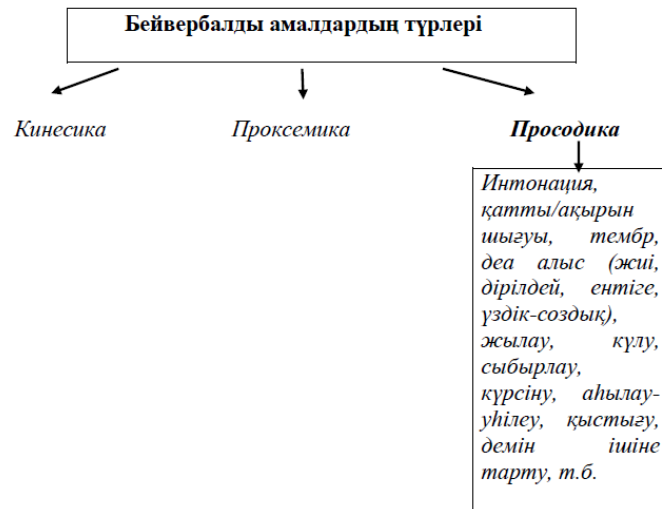 Бейвербалды амалдардың түрлері
Кинесика Проксемика Просодика
Интонация,
қатты/ақырын
шығуы, тембр,
деа алыс (жиі,
дірілдей, ентіге,
үздік-создық),
жылау, күлу,
сыбырлау,
күрсіну, аһылау-
уһілеу, қыстығу,
демін ішіне
тарту, т.б.